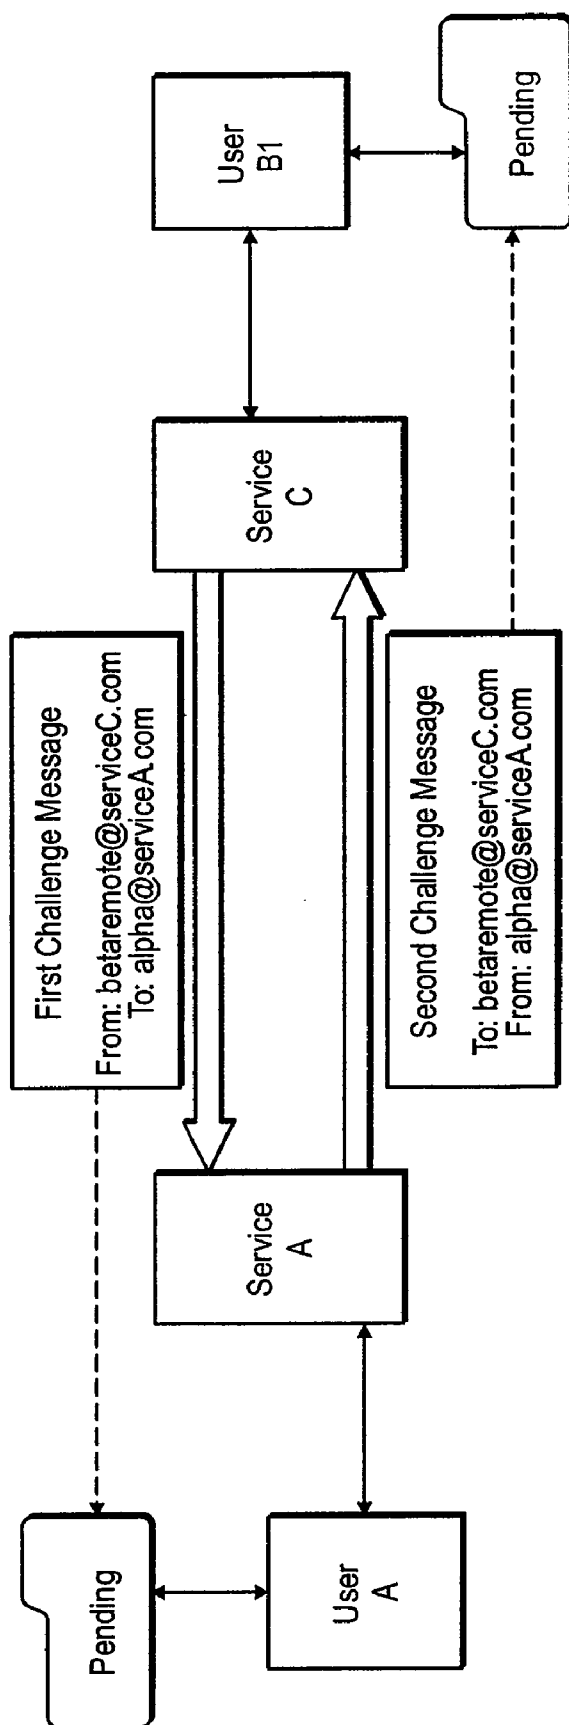 Pending
User
A
First Challenge Message
From: betaremote@serviceC.com
To: alpha@serviceA.com
Service
A
Service
C
Second Challenge Message
To: betaremote@serviceC.com
From: alpha@serviceA.com
User
B1
Pending